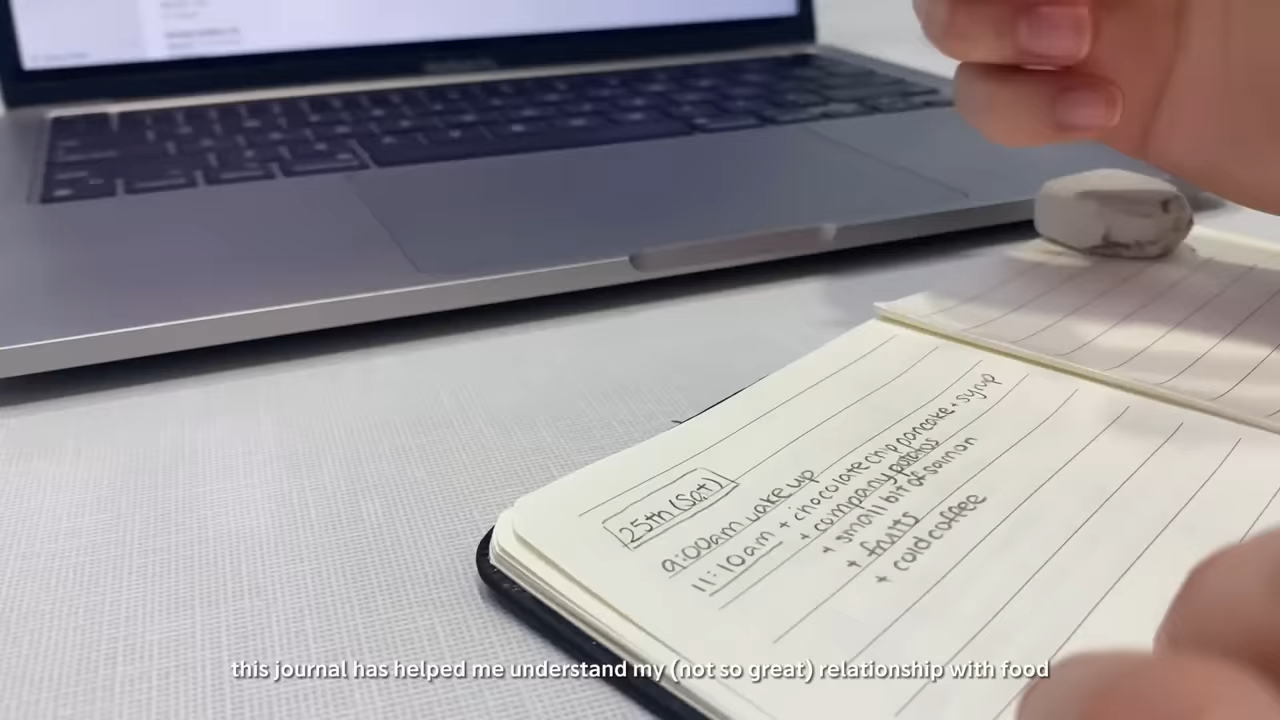 25th (Sat)
9:00am wake up
11:10am + chocolate chip pancake + syrup
+ company potatos
+ small bit of salmon
+ fruits
+ cold coffee
this journal has helped me understand my (not so great) relationship with food